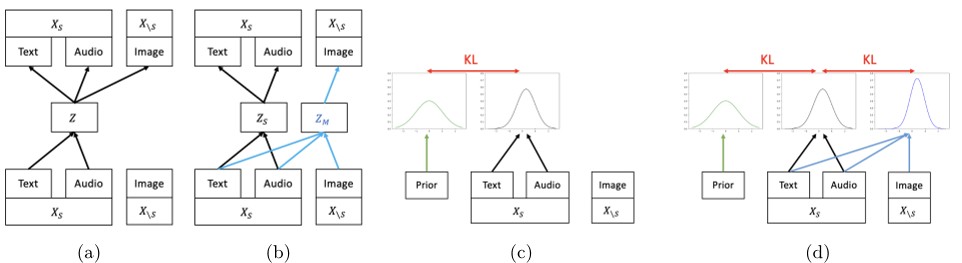 X_S X_\S
Text Audio Image
Z
Text Audio Image
X_S X_\S
(a)
X_S X_\S
Text Audio Image
Z_S Z_M
Text Audio Image
X_S X_\S
(b)
KL
Prior Text Audio Image
X_S X_\S
(c)
KL KL
Prior Text Audio Image
X_S X_\S
(d)